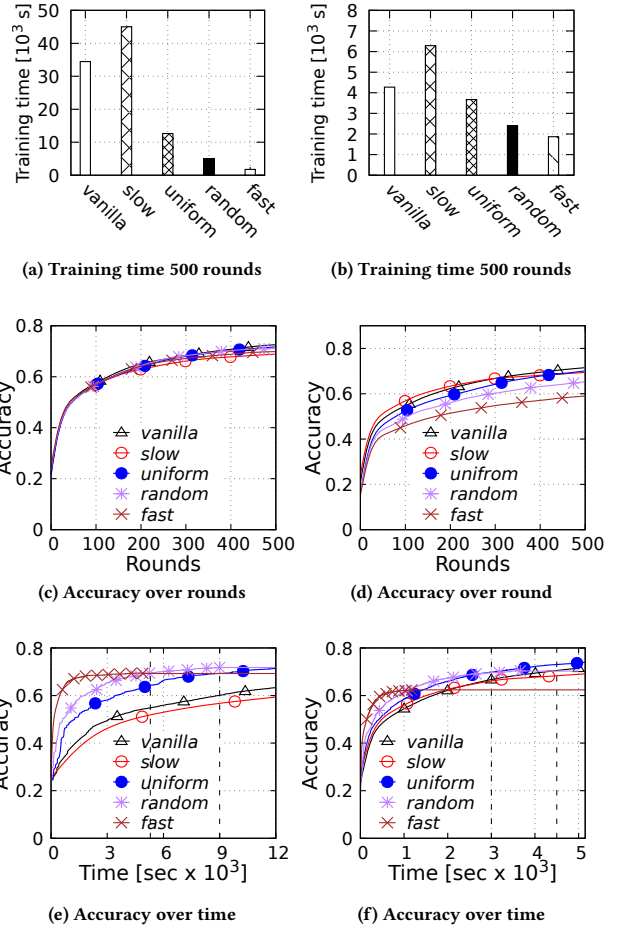 50
40
30
20
10
0
Training time [10³ s]
vanilla
slow
uniform
random
fast
(a) Training time 500 rounds
8
7
6
5
4
3
2
1
0
Training time [10³ s]
vanilla
slow
uniform
random
fast
(b) Training time 500 rounds
0.8
0.6
0.4
0.2
0
Accuracy
vanilla
slow
uniform
random
fast
0 100 200 300 400 500
Rounds
(c) Accuracy over rounds
0.8
0.6
0.4
0.2
0
Accuracy
vanilla
slow
unifrom
random
fast
0 100 200 300 400 500
Rounds
(d) Accuracy over round
0.8
0.6
0.4
0.2
0
Accuracy
vanilla
slow
uniform
random
fast
0 3 6 9 12
Time [sec x 10³]
(e) Accuracy over time
0.8
0.6
0.4
0.2
0
Accuracy
vanilla
slow
uniform
random
fast
0 1 2 3 4 5
Time [sec x 10³]
(f) Accuracy over time